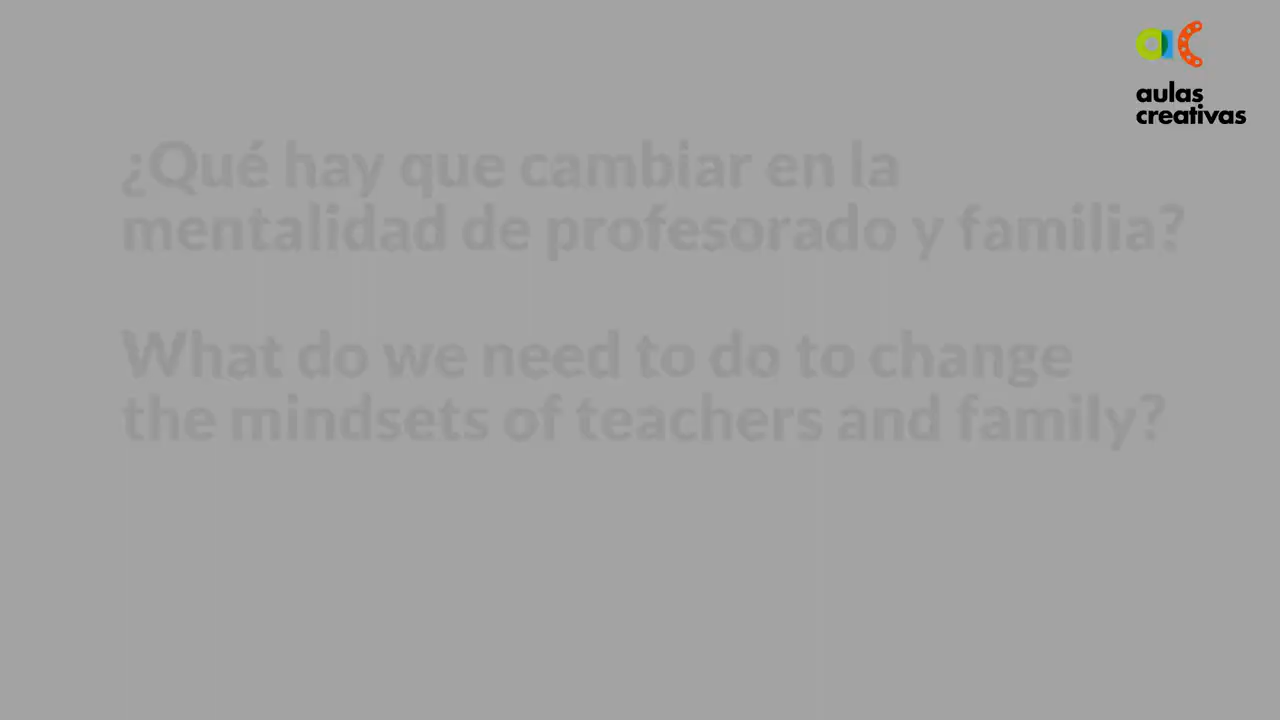 aulas
creativas
¿Qué hay que cambiar en la
mentalidad de profesorado y familia?
What do we need to do to change
the mindsets of teachers and family?